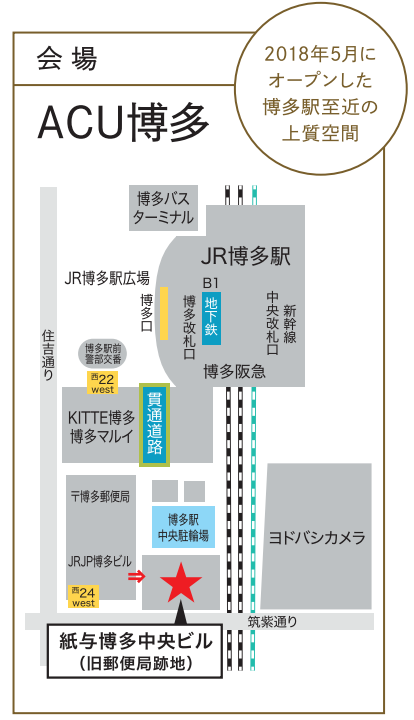 会場
2018年5月に
オープンした
博多駅至近の
上質空間
ACU博多
博多バス
ターミナル
JR博多駅
JR博多駅広場
B1
地下鉄
博多口
博多改札口
中央改札口
新幹線
住吉通り
博多駅前
警部交番
博多阪急
西22
west
KITTE博多
博多マルイ
貫通道路
〒博多郵便局
博多駅
中央駐輪場
ヨドバシカメラ
JRJP博多ビル
⇒
西24
west
筑紫通り
紙与博多中央ビル
（旧郵便局跡地）